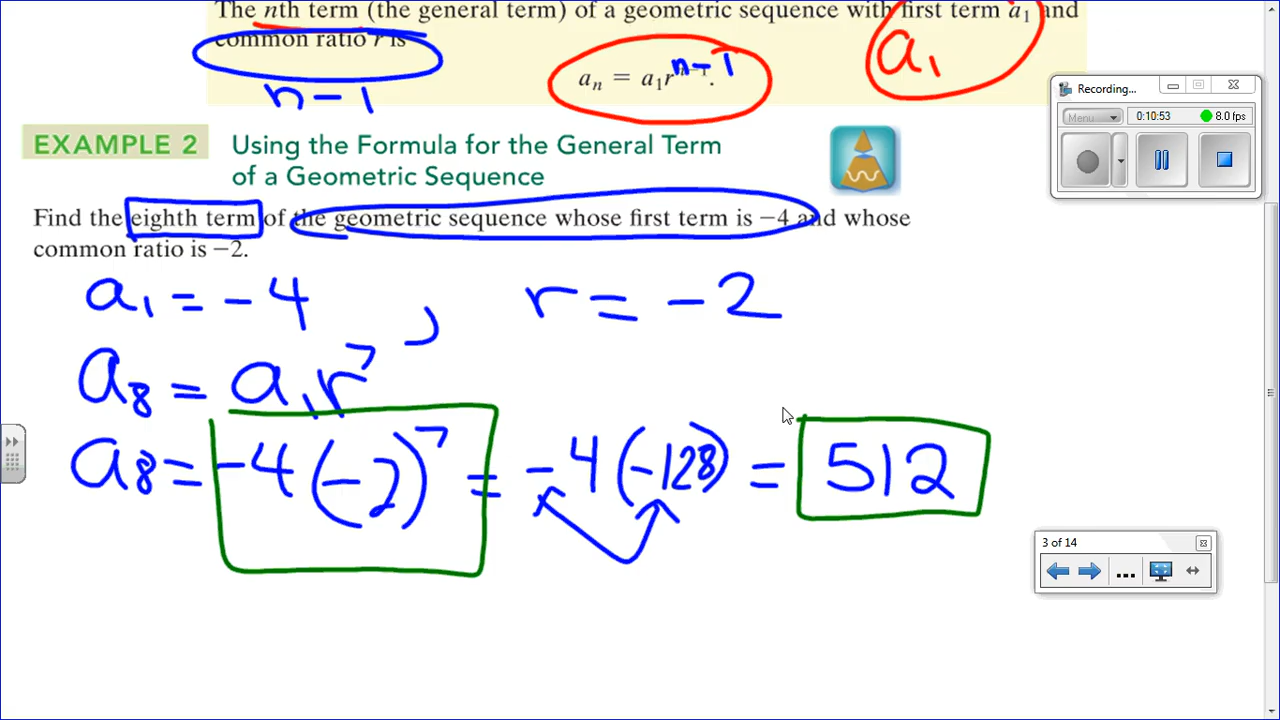 The nth term (the general term) of a geometric sequence with first term a₁ and
common ratio r is
a₁
aₙ = a₁rⁿ⁻¹.
n-1
n-1
Recording...
Menu
0:10:53
8.0 fps
EXAMPLE 2
Using the Formula for the General Term
of a Geometric Sequence
Find the eighth term of the geometric sequence whose first term is −4 and whose
common ratio is −2.
a₁ = -4 , r = -2
a₈ = a₁r⁷
a₈ = -4(-2)⁷ = -4(-128) = 512
3 of 14